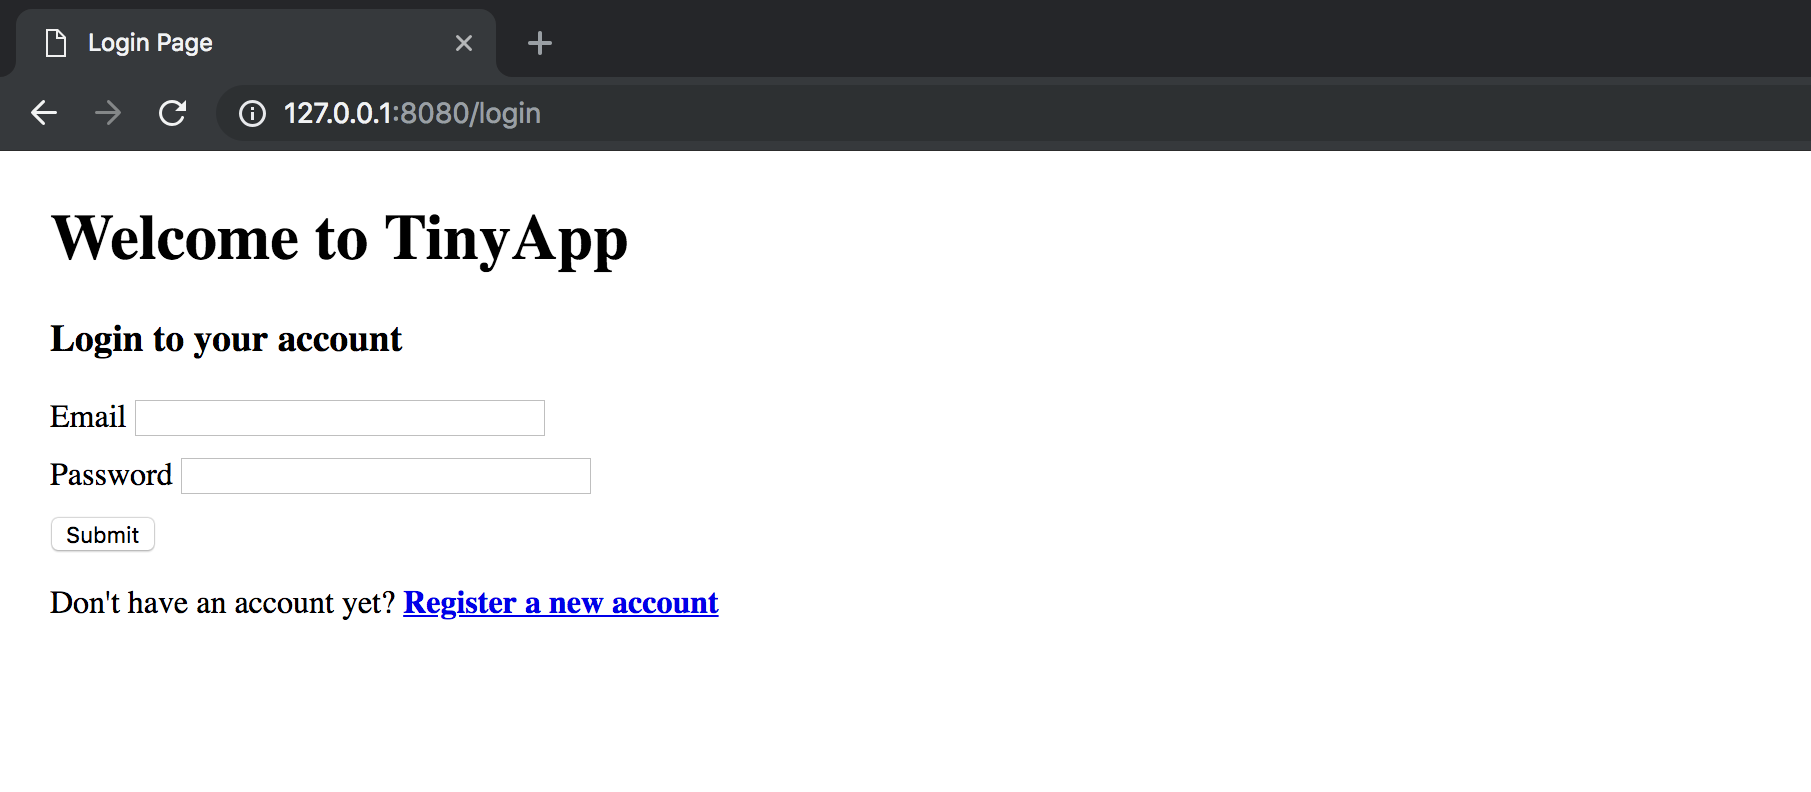 Login Page
127.0.0.1:8080/login
Welcome to TinyApp
Login to your account
Email
Password
Submit
Don't have an account yet? Register a new account